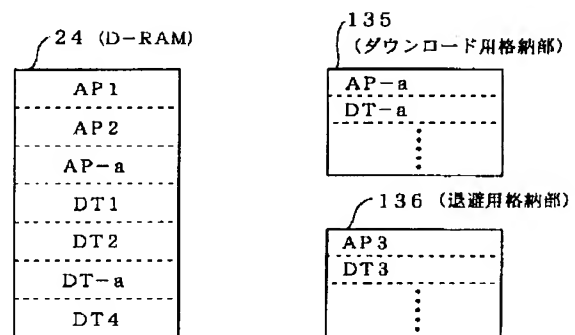 24 (D-RAM)
AP1
AP2
AP-a
DT1
DT2
DT-a
DT4
135
(ダウンロード用格納部)
AP-a
DT-a
136 (退避用格納部)
AP3
DT3